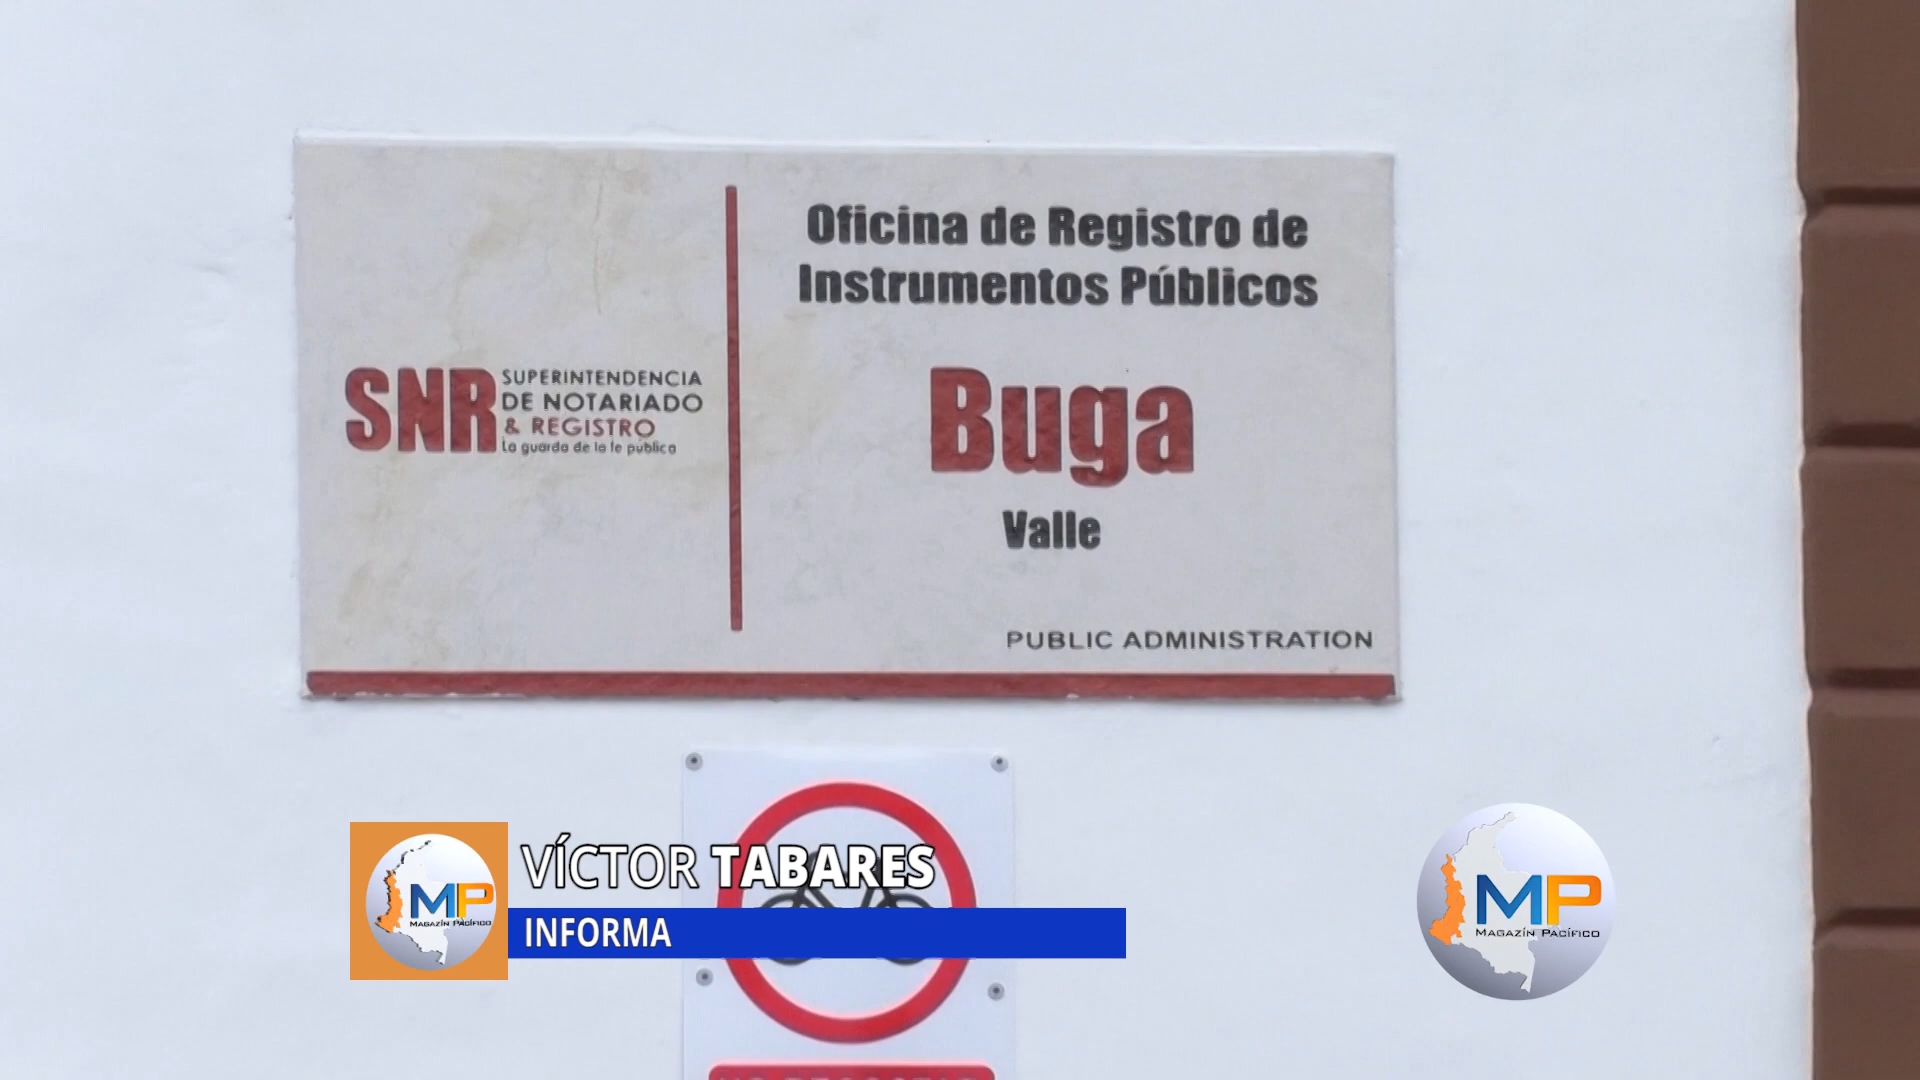 Oficina de Registro de
Instrumentos Públicos
SNR
SUPERINTENDENCIA
DE NOTARIADO
& REGISTRO
La guarda de la fe pública
Buga
Valle
PUBLIC ADMINISTRATION
VÍCTOR TABARES
INFORMA
MP
MAGAZÍN PACÍFICO
MP
MAGAZÍN PACÍFICO